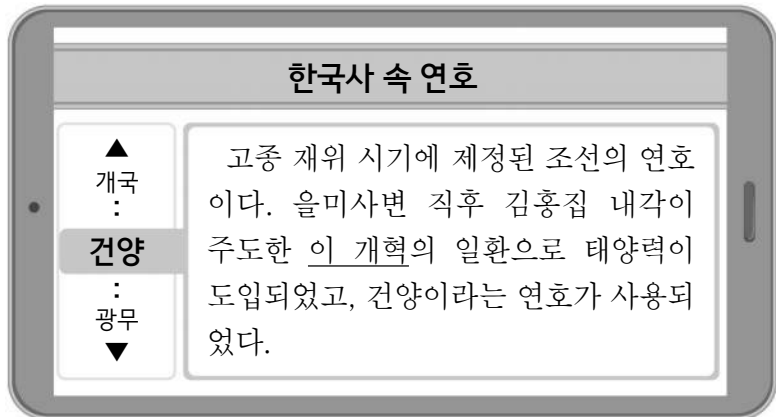 한국사 속 연호
▲
개국
:
건양
:
광무
▼
고종 재위 시기에 제정된 조선의 연호
이다. 을미사변 직후 김홍집 내각이
주도한 이 개혁의 일환으로 태양력이
도입되었고, 건양이라는 연호가 사용되
었다.